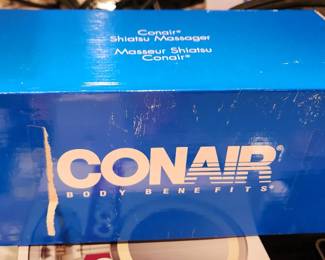 Conair®
Shiatsu Massager
Masseur Shiatsu
Conair®
CONAIR®
BODY BENEFITS®